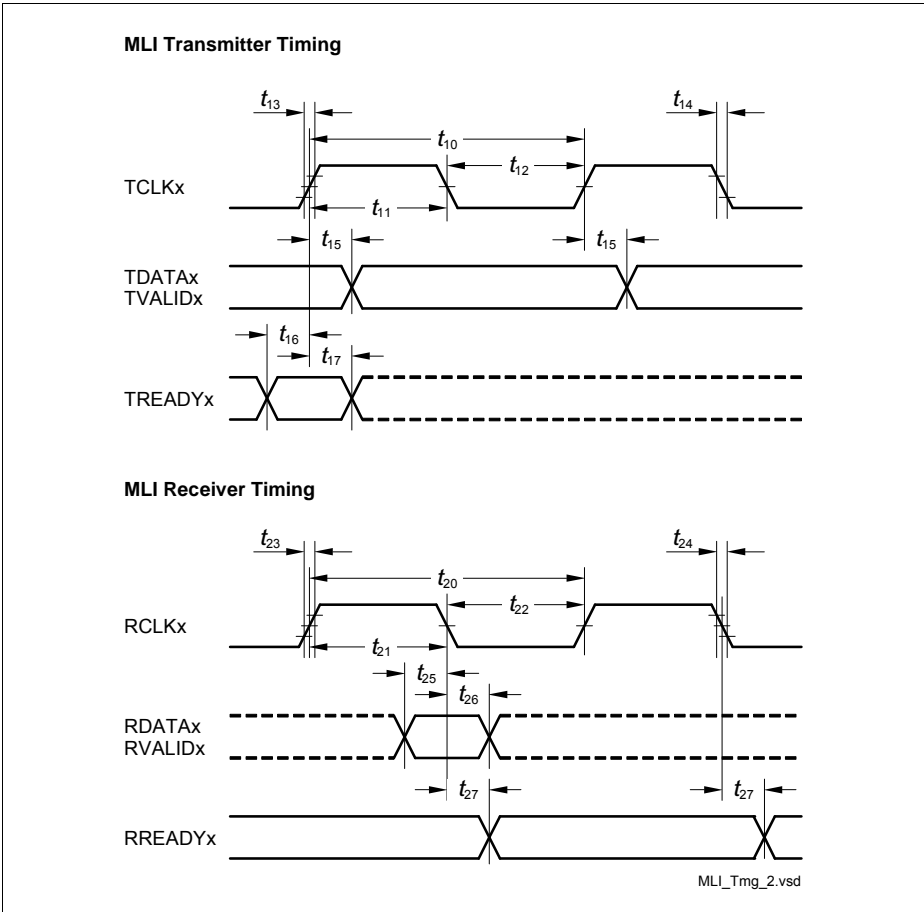 MLI Transmitter Timing
t13
t14
t10
t12
TCLKx
t11
t15
t15
TDATAx
TVALIDx
t16
t17
TREADYx
MLI Receiver Timing
t23
t24
t20
t22
RCLKx
t21
t25
t26
RDATAx
RVALIDx
t27
t27
RREADYx
MLI_Tmg_2.vsd